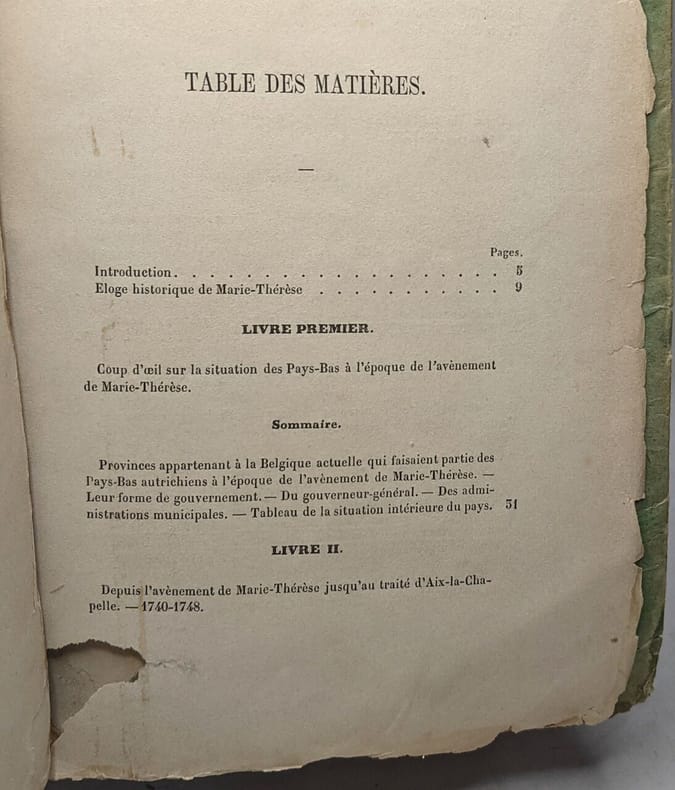 TABLE DES MATIÈRES.
—
Pages.
Introduction. . . . . . . . . . . . . . . . . . . 5
Eloge historique de Marie-Thérèse . . . . . . . . . . . 9
LIVRE PREMIER.
Coup d'œil sur la situation des Pays-Bas à l'époque de l'avènement
de Marie-Thérèse.
Sommaire.
Provinces appartenant à la Belgique actuelle qui faisaient partie des
Pays-Bas autrichiens à l'époque de l'avènement de Marie-Thérèse. —
Leur forme de gouvernement. — Du gouverneur-général. — Des admi-
nistrations municipales. — Tableau de la situation intérieure du pays. 31
LIVRE II.
Depuis l'avènement de Marie-Thérèse jusqu'au traité d'Aix-la-Cha-
pelle. — 1740-1748.